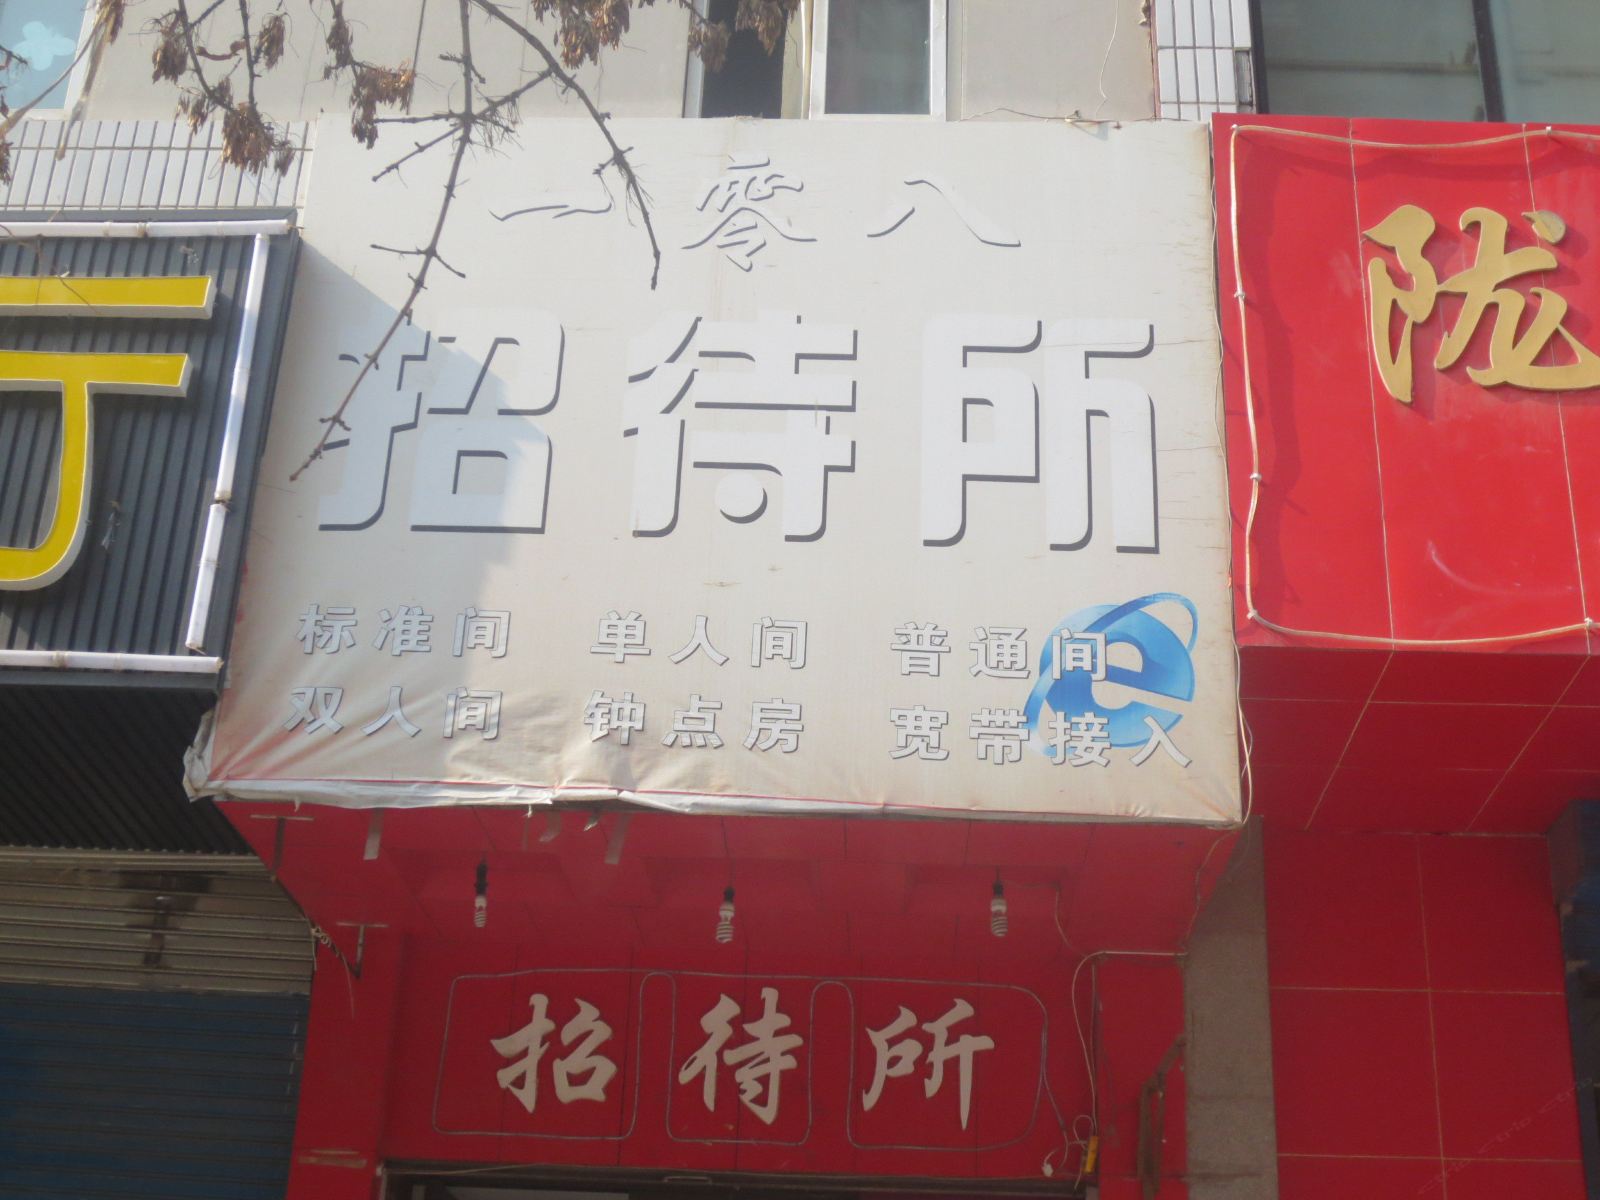 一零八
招待所
标准间 单人间 普通间
双人间 钟点房 宽带接入
招待所
厅
陇